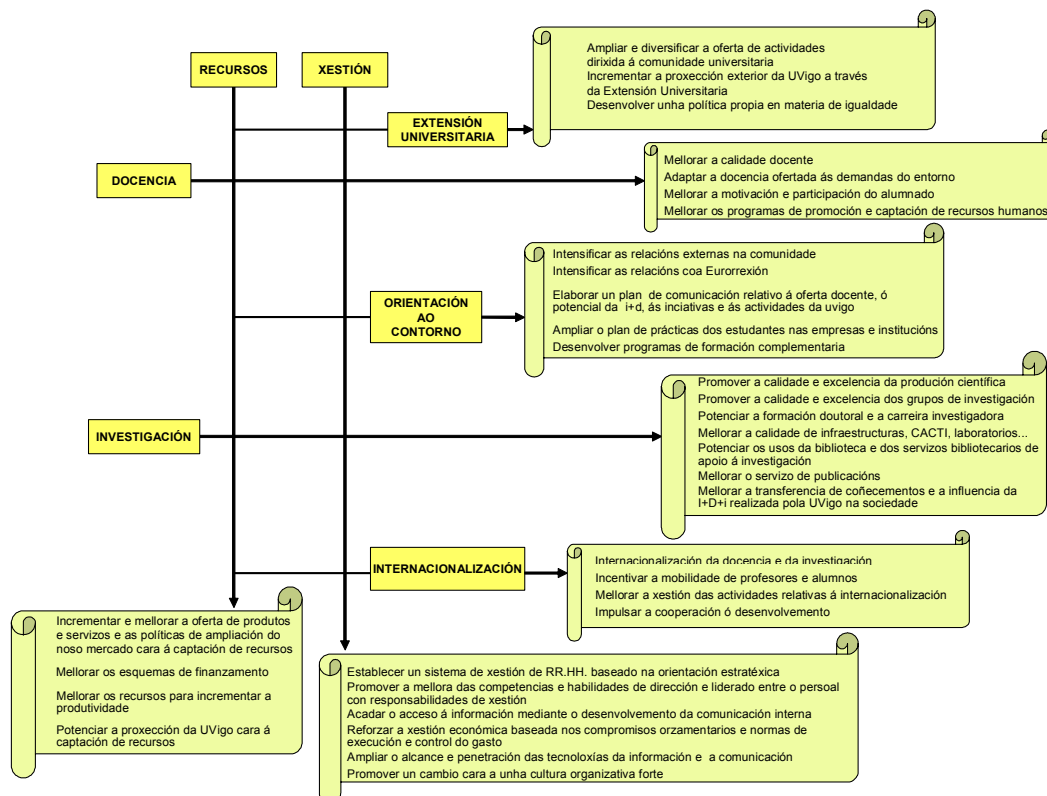 RECURSOS
XESTIÓN
Ampliar e diversificar a oferta de actividades
dirixida á comunidade universitaria
Incrementar a proxección exterior da UVigo a través
da Extensión Universitaria
Desenvolver unha política propia en materia de igualdade
EXTENSIÓN
UNIVERSITARIA
DOCENCIA
Mellorar a calidade docente
Adaptar a docencia ofertada ás demandas do entorno
Mellorar a motivación e participación do alumnado
Mellorar os programas de promoción e captación de recursos humanos
ORIENTACIÓN
AO
CONTORNO
Intensificar as relacións externas na comunidade
Intensificar as relacións coa Eurorrexión
Elaborar un plan de comunicación relativo á oferta docente, ó
potencial da i+d, ás inciativas e ás actividades da uvigo
Ampliar o plan de prácticas dos estudantes nas empresas e institucións
Desenvolver programas de formación complementaria
INVESTIGACIÓN
Promover a calidade e excelencia da produción científica
Promover a calidade e excelencia dos grupos de investigación
Potenciar a formación doutoral e a carreira investigadora
Mellorar a calidade de infraestructuras, CACTI, laboratorios...
Potenciar os usos da biblioteca e dos servizos bibliotecarios de
apoio á investigación
Mellorar o servizo de publicacións
Mellorar a transferencia de coñecementos e a influencia da
I+D+i realizada pola UVigo na sociedade
INTERNACIONALIZACIÓN
Internacionalización da docencia e da investigación
Incentivar a mobilidade de profesores e alumnos
Mellorar a xestión das actividades relativas á internacionalización
Impulsar a cooperación ó desenvolvemento
Incrementar e mellorar a oferta de produtos
e servizos e as políticas de ampliación do
noso mercado cara á captación de recursos
Mellorar os esquemas de finanzamento
Mellorar os recursos para incrementar a
produtividade
Potenciar a proxección da UVigo cara á
captación de recursos
Establecer un sistema de xestión de RR.HH. baseado na orientación estratéxica
Promover a mellora das competencias e habilidades de dirección e liderado entre o persoal
con responsabilidades de xestión
Acadar o acceso á información mediante o desenvolvemento da comunicación interna
Reforzar a xestión económica baseada nos compromisos orzamentarios e normas de
execución e control do gasto
Ampliar o alcance e penetración das tecnoloxías da información e a comunicación
Promover un cambio cara a unha cultura organizativa forte